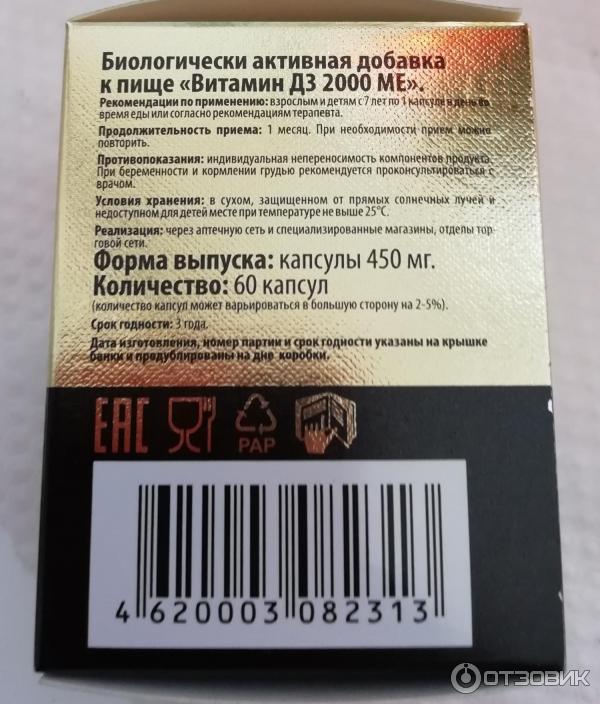 Биологически активная добавка
к пище «Витамин Д3 2000 МЕ».
Рекомендации по применению: взрослым и детям с 7 лет по 1 капсуле в день во
время еды или согласно рекомендациям терапевта.
Продолжительность приема: 1 месяц. При необходимости прием можно
повторить.
Противопоказания: индивидуальная непереносимость компонентов продукта.
При беременности и кормлении грудью рекомендуется проконсультироваться с
врачом.
Условия хранения: в сухом, защищенном от прямых солнечных лучей и
недоступном для детей месте при температуре не выше 25°С.
Реализация: через аптечную сеть и специализированные магазины, отделы тор-
говой сети.
Форма выпуска: капсулы 450 мг.
Количество: 60 капсул
(количество капсул может варьироваться в большую сторону на 2-5%).
Срок годности: 3 года.
Дата изготовления, номер партии и срок годности указаны на крышке
банки и продублированы на дне коробки.
EAC
PAP
4 620003 082313
ОТЗОВИК